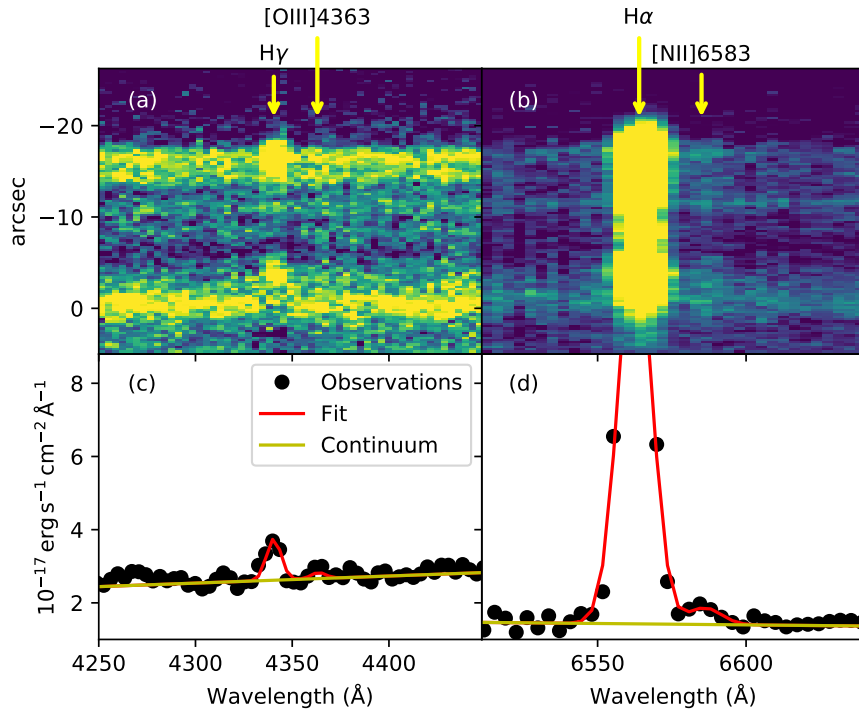 [OIII]4363
Hα
Hγ
[NII]6583
(a)
(b)
−20
−10
0
arcsec
(c)
(d)
Observations
Fit
Continuum
8
6
4
2
10⁻¹⁷ erg s⁻¹ cm⁻² Å⁻¹
4250
4300
4350
4400
6550
6600
Wavelength (Å)
Wavelength (Å)